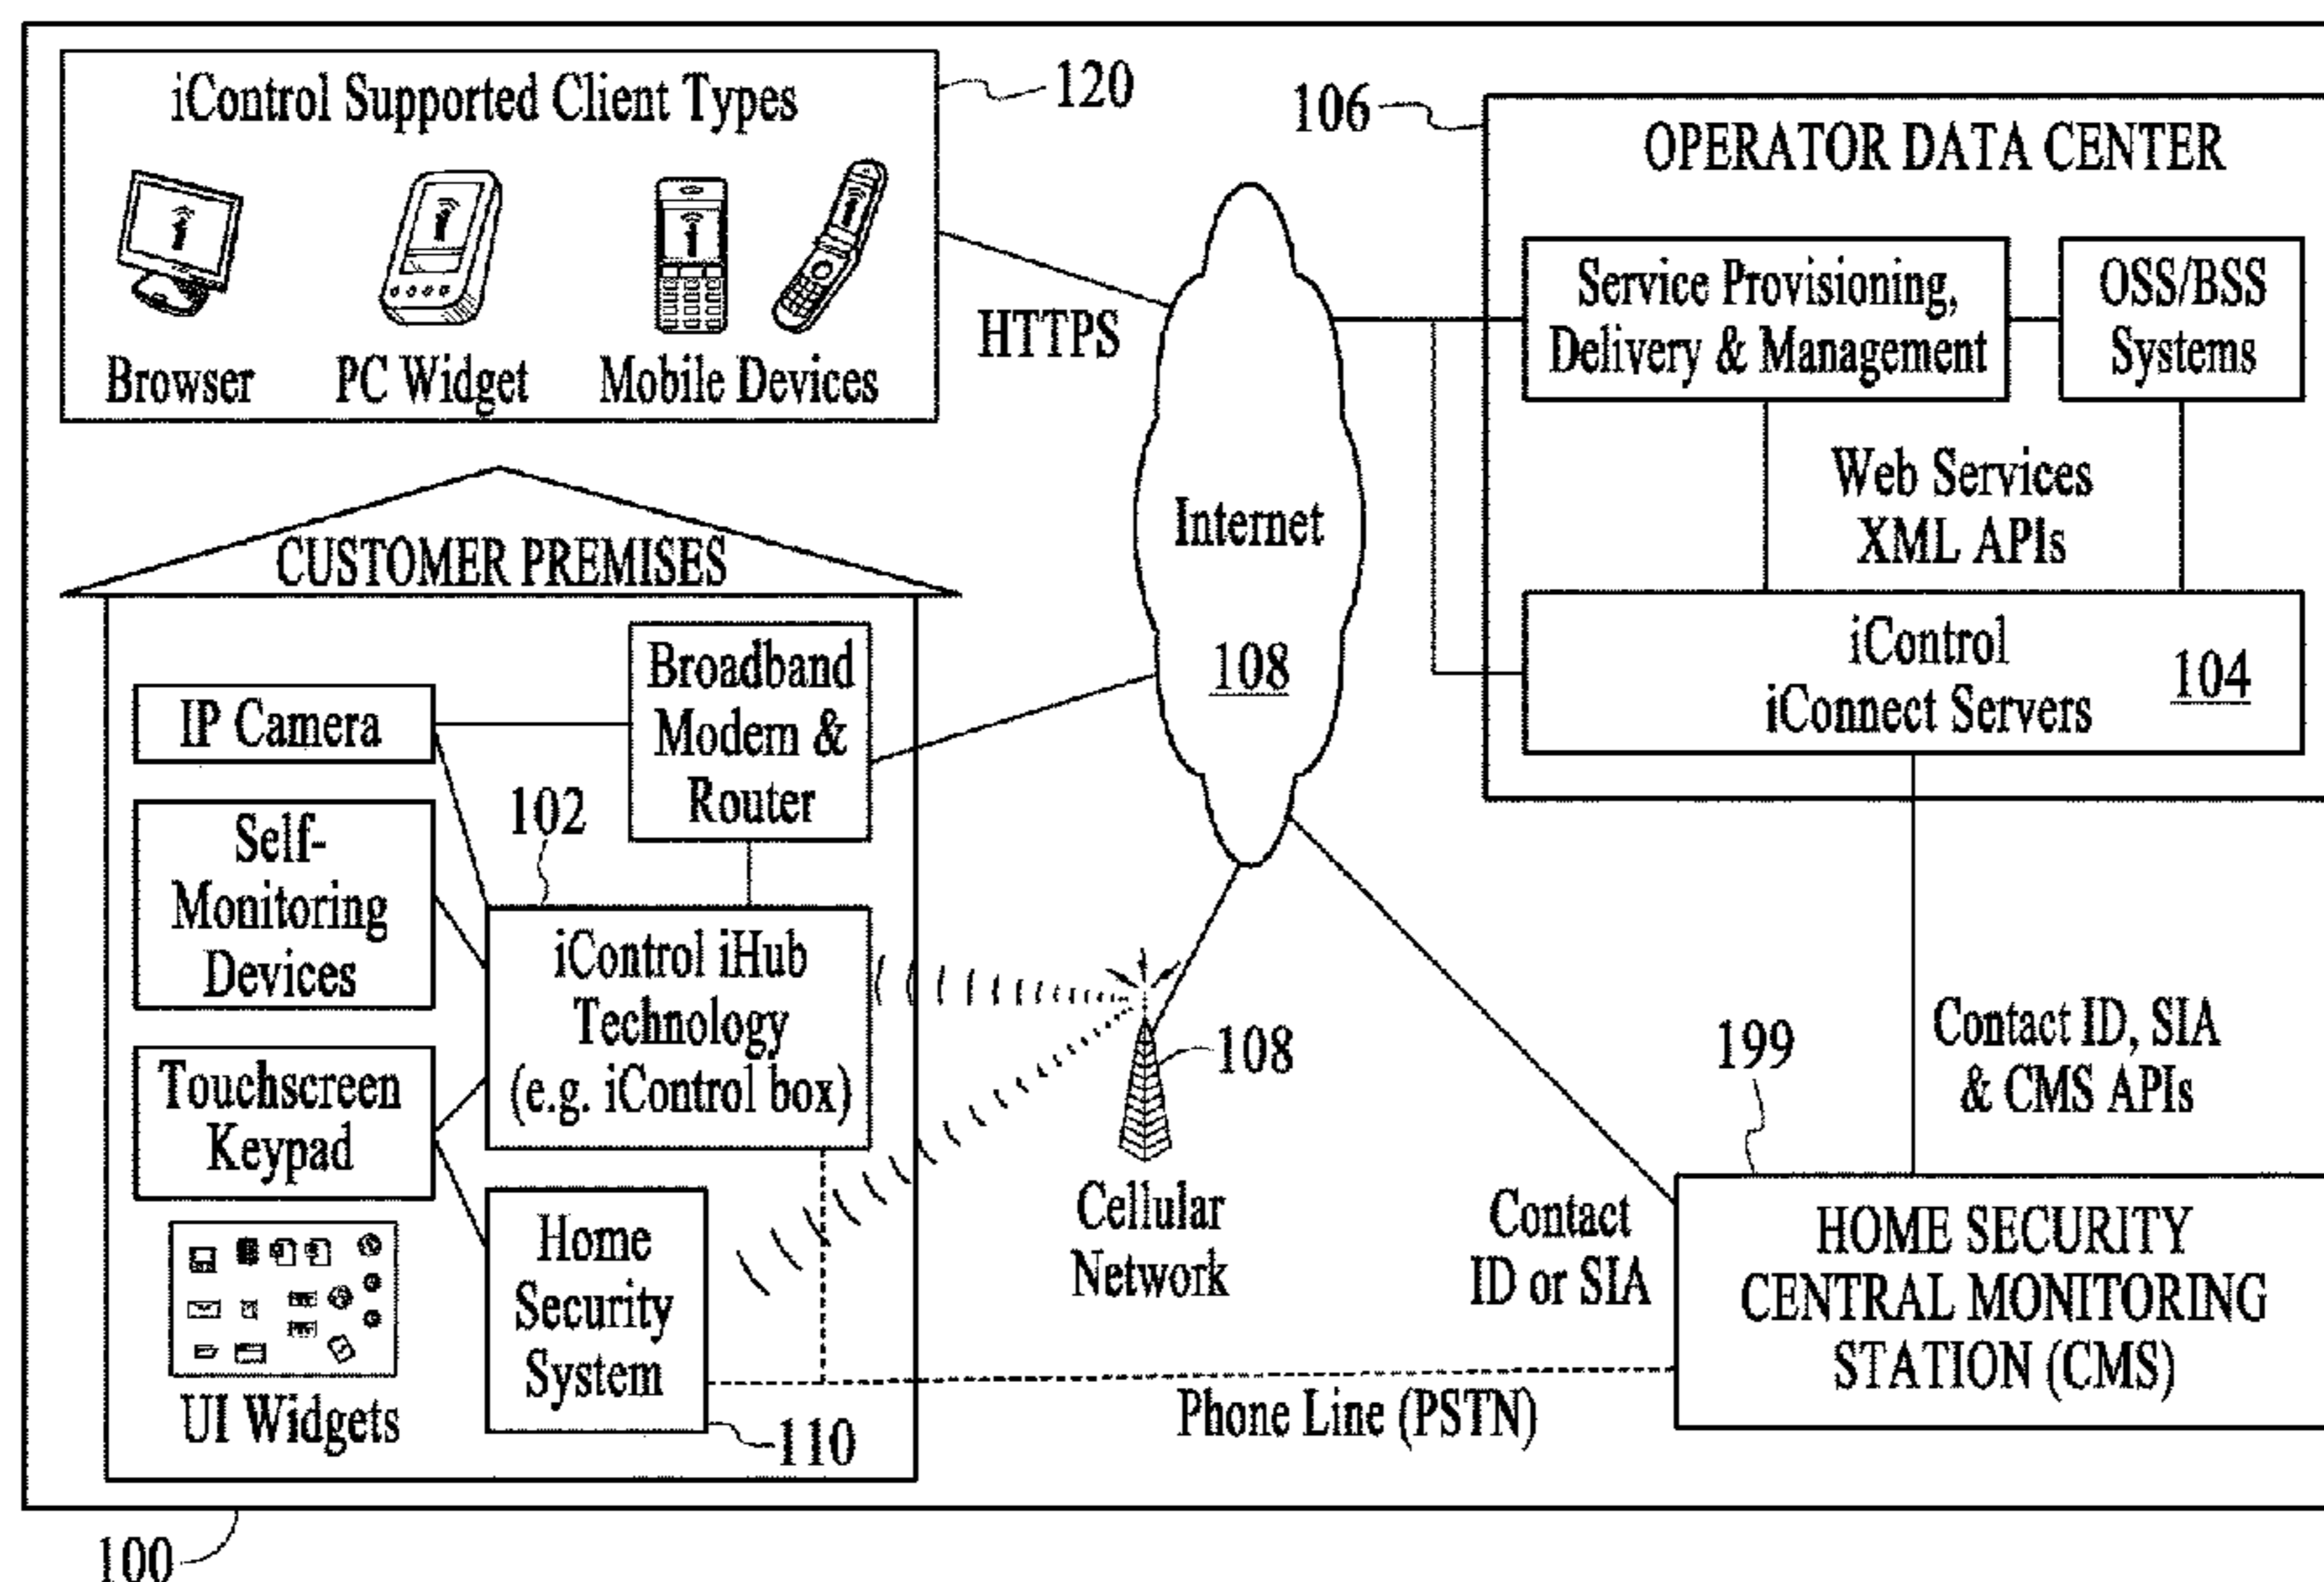 iControl Supported Client Types
120
Browser
PC Widget
Mobile Devices
HTTPS
106
OPERATOR DATA CENTER
Service Provisioning,
Delivery & Management
OSS/BSS
Systems
Web Services
XML APIs
iControl
iConnect Servers
104
Internet
108
CUSTOMER PREMISES
Broadband
Modem &
Router
IP Camera
102
Self-
Monitoring
Devices
iControl iHub
Technology
(e.g. iControl box)
Touchscreen
Keypad
Home
Security
System
110
UI Widgets
108
Cellular
Network
199
Contact ID, SIA
& CMS APIs
Contact
ID or SIA
HOME SECURITY
CENTRAL MONITORING
STATION (CMS)
Phone Line (PSTN)
100